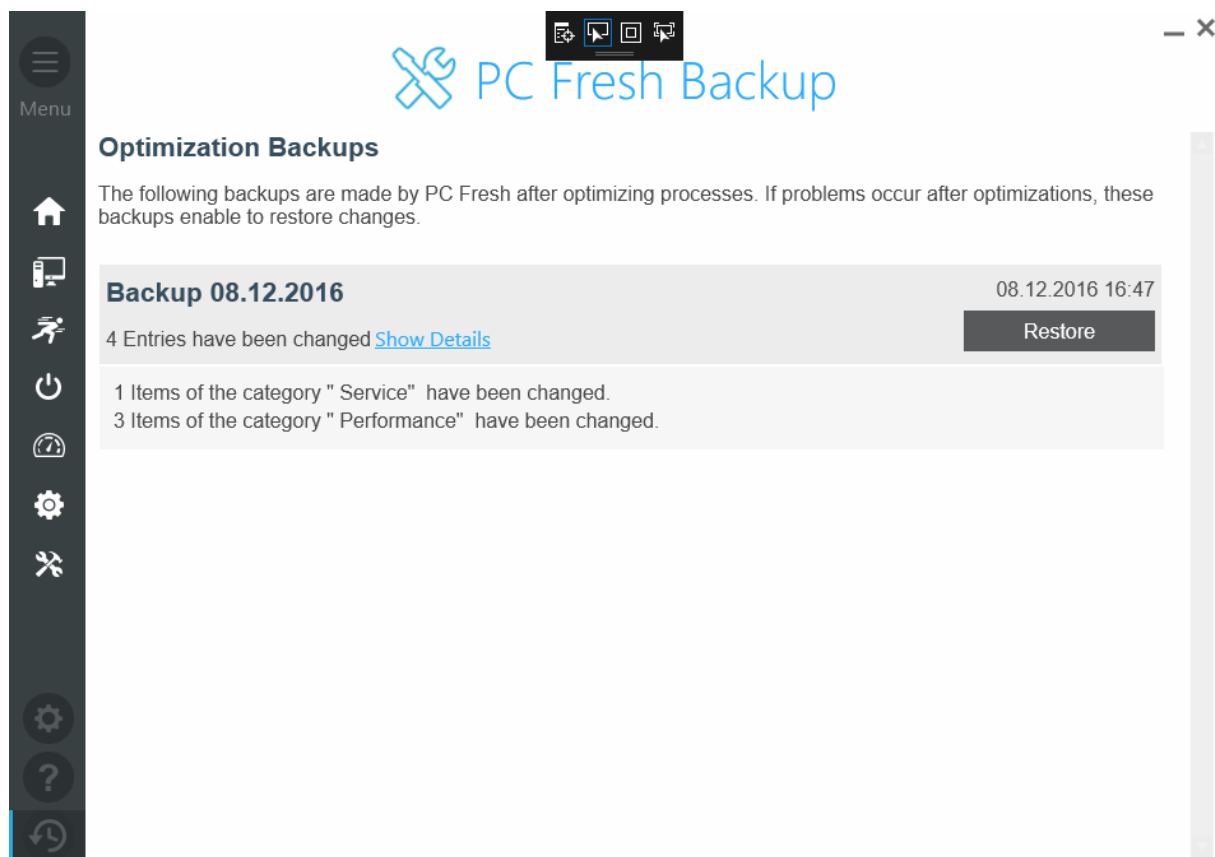 Menu
PC Fresh Backup
Optimization Backups
The following backups are made by PC Fresh after optimizing processes. If problems occur after optimizations, these
backups enable to restore changes.
Backup 08.12.2016
08.12.2016 16:47
4 Entries have been changed Show Details
Restore
1 Items of the category " Service"  have been changed.
3 Items of the category " Performance"  have been changed.